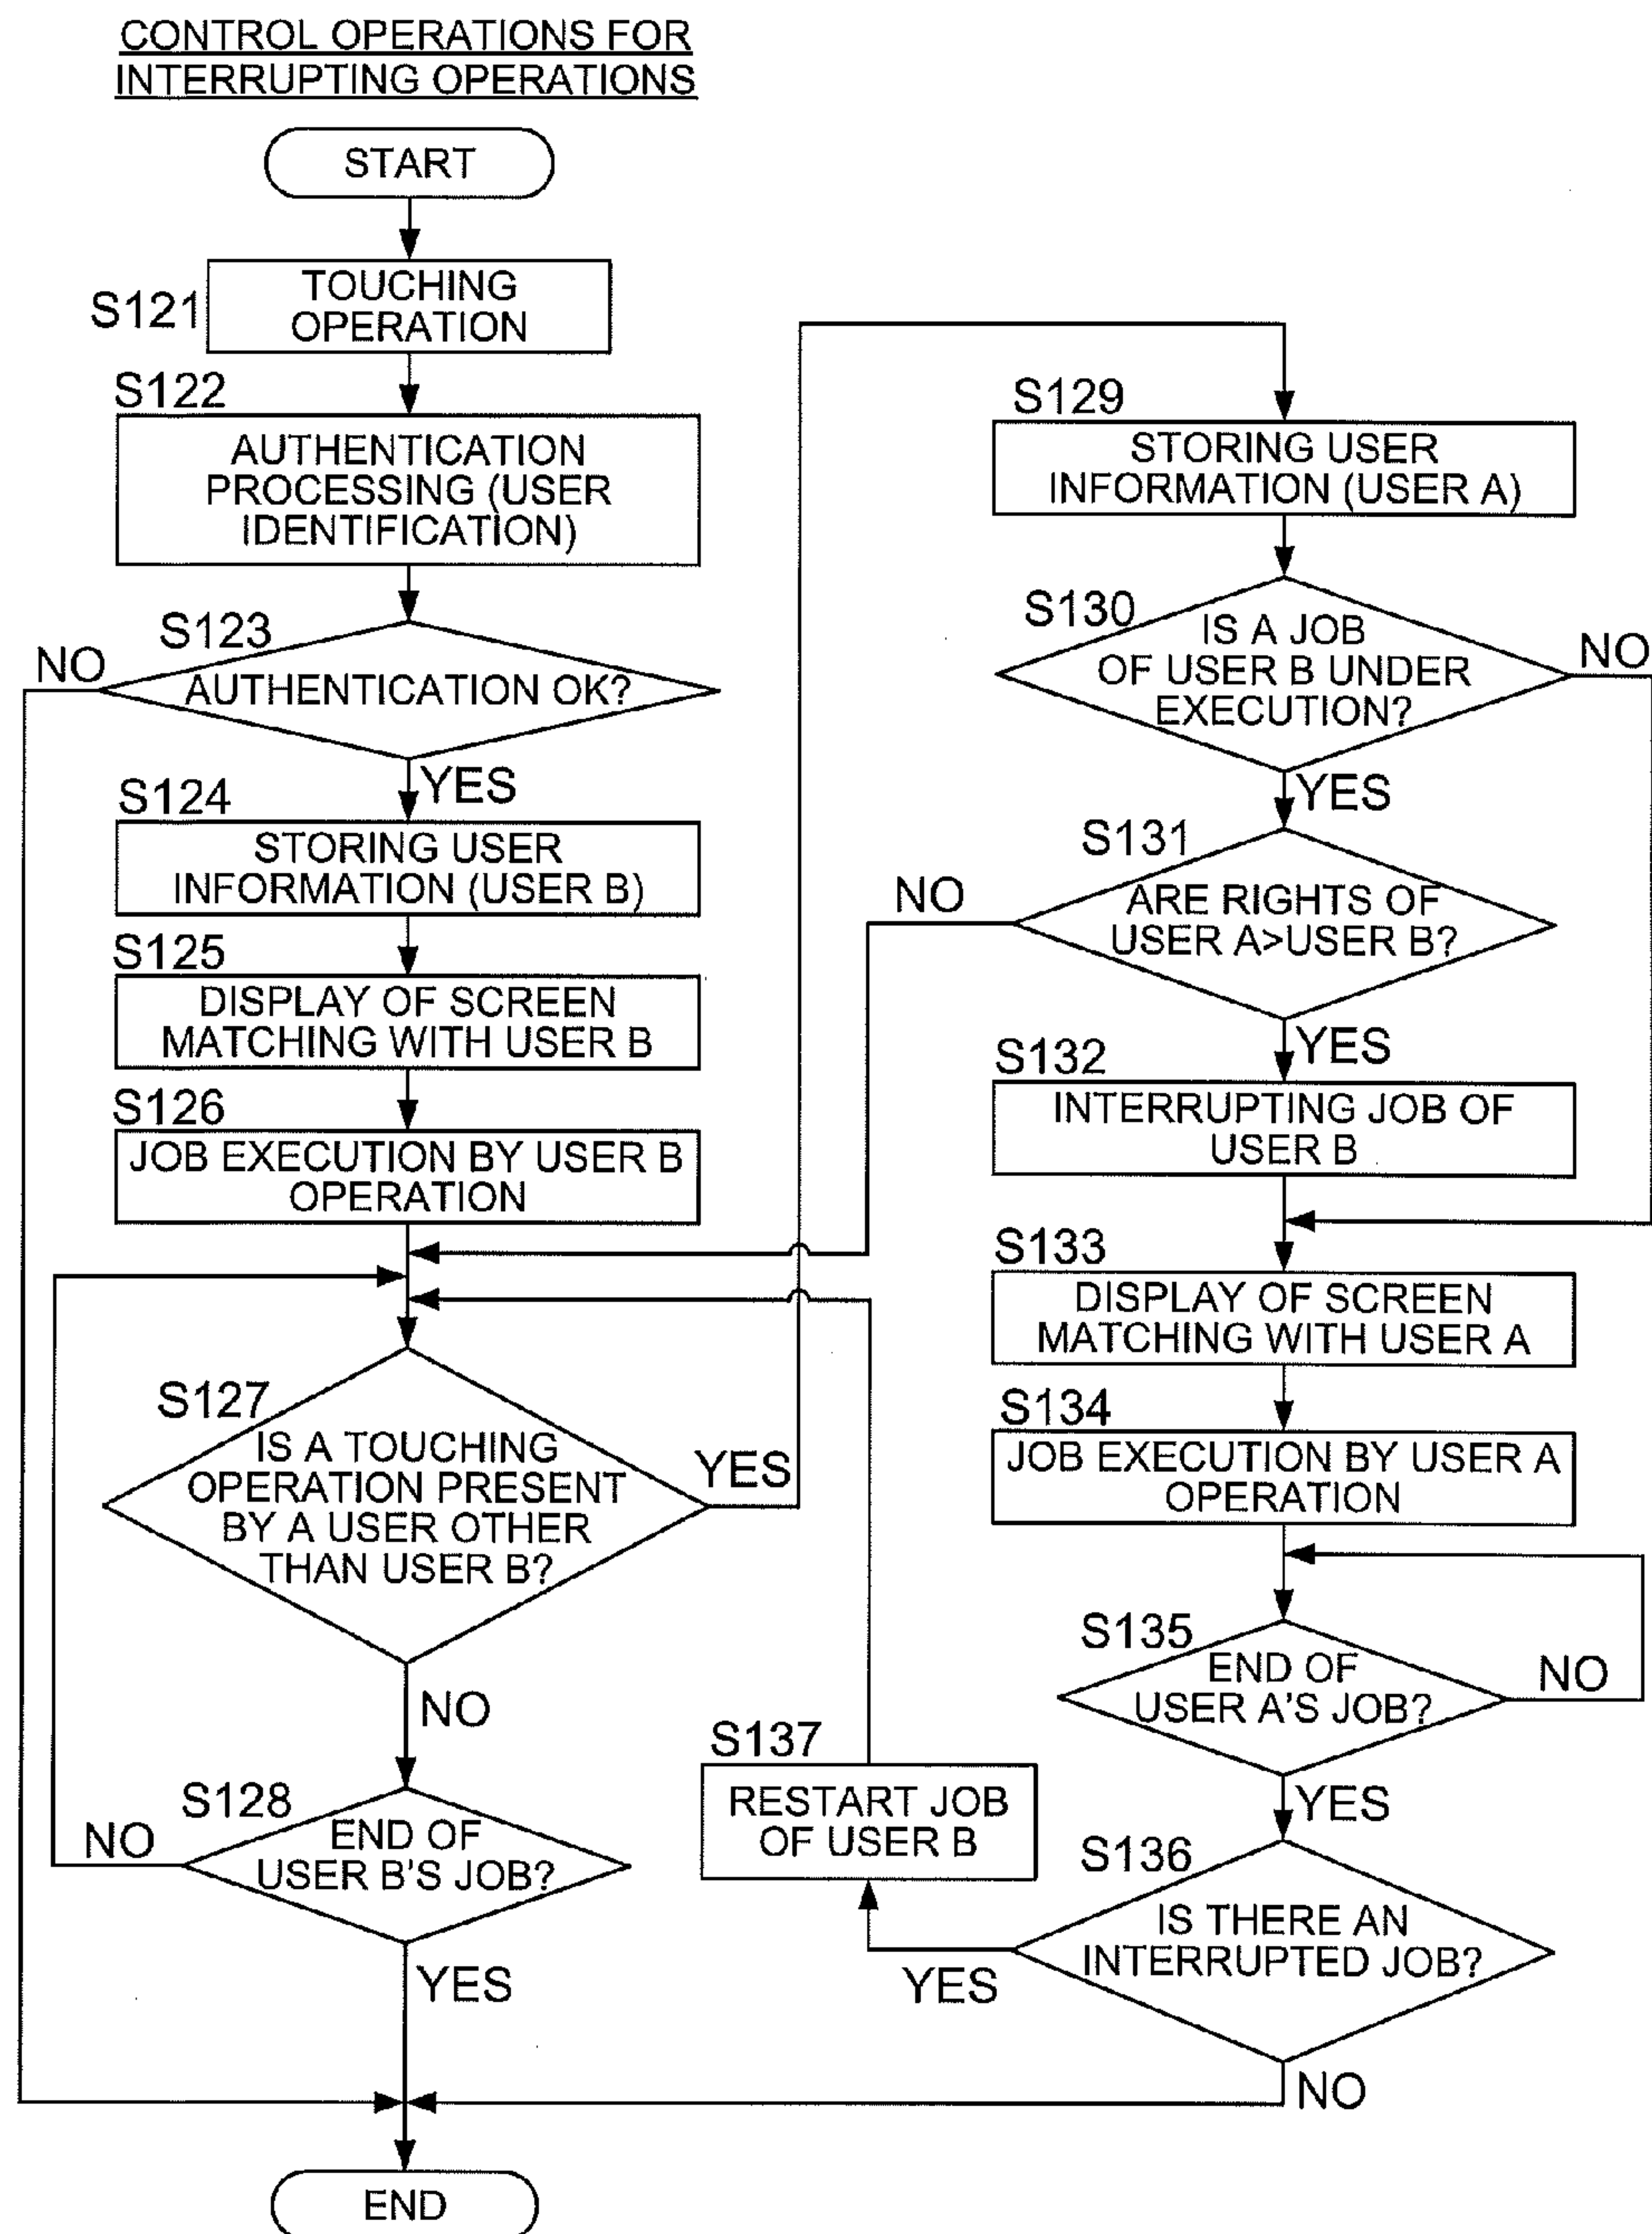 CONTROL OPERATIONS FOR
INTERRUPTING OPERATIONS
START
S121
TOUCHING
OPERATION
S122
AUTHENTICATION
PROCESSING (USER
IDENTIFICATION)
S123
NO
AUTHENTICATION OK?
YES
S124
STORING USER
INFORMATION (USER B)
S125
DISPLAY OF SCREEN
MATCHING WITH USER B
S126
JOB EXECUTION BY USER B
OPERATION
S127
IS A TOUCHING
OPERATION PRESENT
BY A USER OTHER
THAN USER B?
YES
NO
S128
NO
END OF
USER B'S JOB?
YES
END
S129
STORING USER
INFORMATION (USER A)
S130
IS A JOB
OF USER B UNDER
EXECUTION?
NO
YES
S131
NO
ARE RIGHTS OF
USER A>USER B?
YES
S132
INTERRUPTING JOB OF
USER B
S133
DISPLAY OF SCREEN
MATCHING WITH USER A
S134
JOB EXECUTION BY USER A
OPERATION
S135
END OF
USER A'S JOB?
NO
YES
S136
IS THERE AN
INTERRUPTED JOB?
YES
NO
S137
RESTART JOB
OF USER B